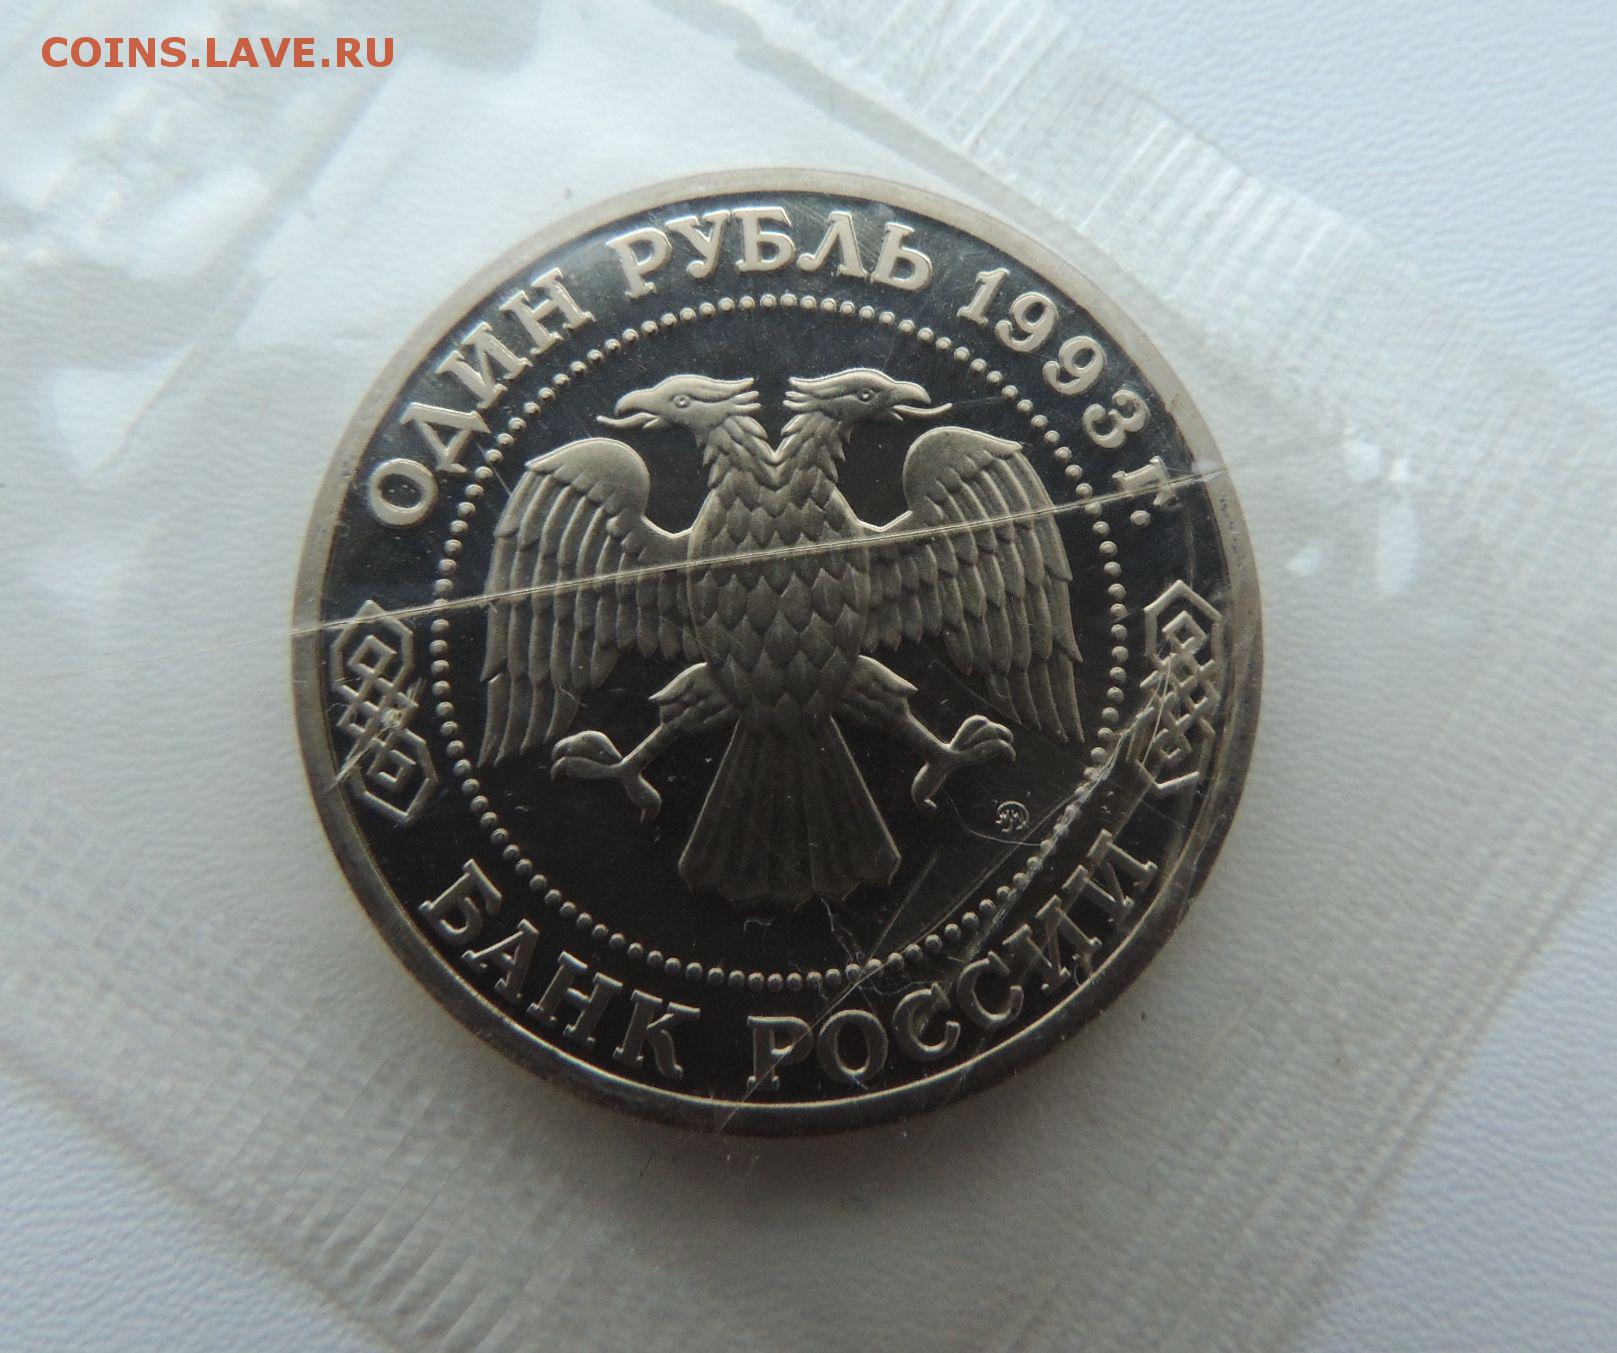 COINS.LAVE.RU
ОДИН РУБЛЬ 1993 г.
БАНК РОССИИ